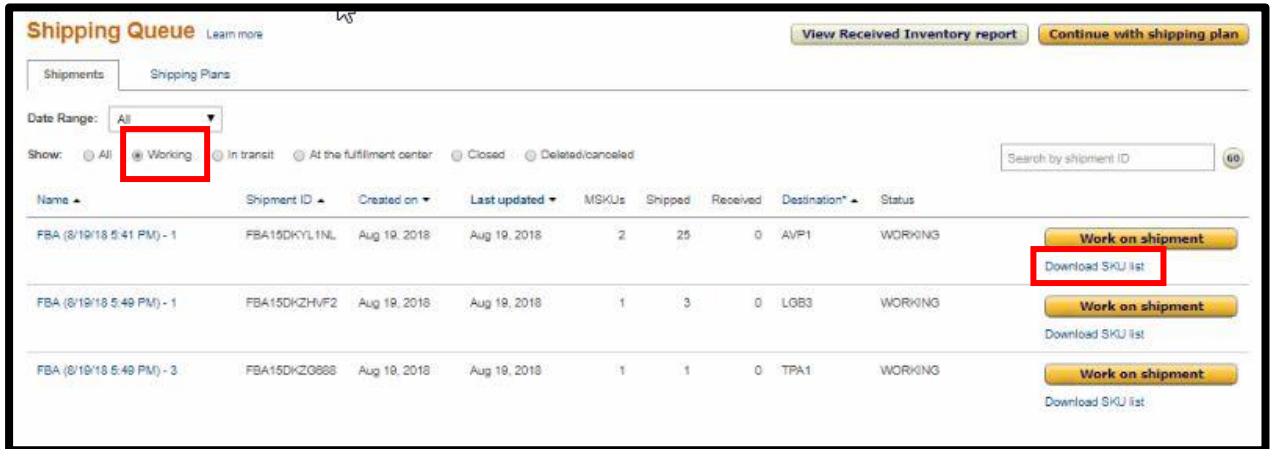 Shipping Queue Learn more View Received Inventory report Continue with shipping plan
Shipments Shipping Plans
Date Range: All
Show: All Working In transit At the fulfillment center Closed Deleted/canceled Search by shipment ID GO
Name Shipment ID Created on Last updated MSKUs Shipped Received Destination* Status
FBA (8/19/18 5:41 PM) - 1 FBA15DKYL1NL Aug 19, 2018 Aug 19, 2018 2 25 0 AVP1 WORKING Work on shipment
Download SKU list
FBA (8/19/18 5:49 PM) - 1 FBA15DKZHVF2 Aug 19, 2018 Aug 19, 2018 1 3 0 LGB3 WORKING Work on shipment
Download SKU list
FBA (8/19/18 5:49 PM) - 3 Aug 19, 2018 Aug 19, 2018 1 1 0 TPA1 WORKING Work on shipment
Download SKU list